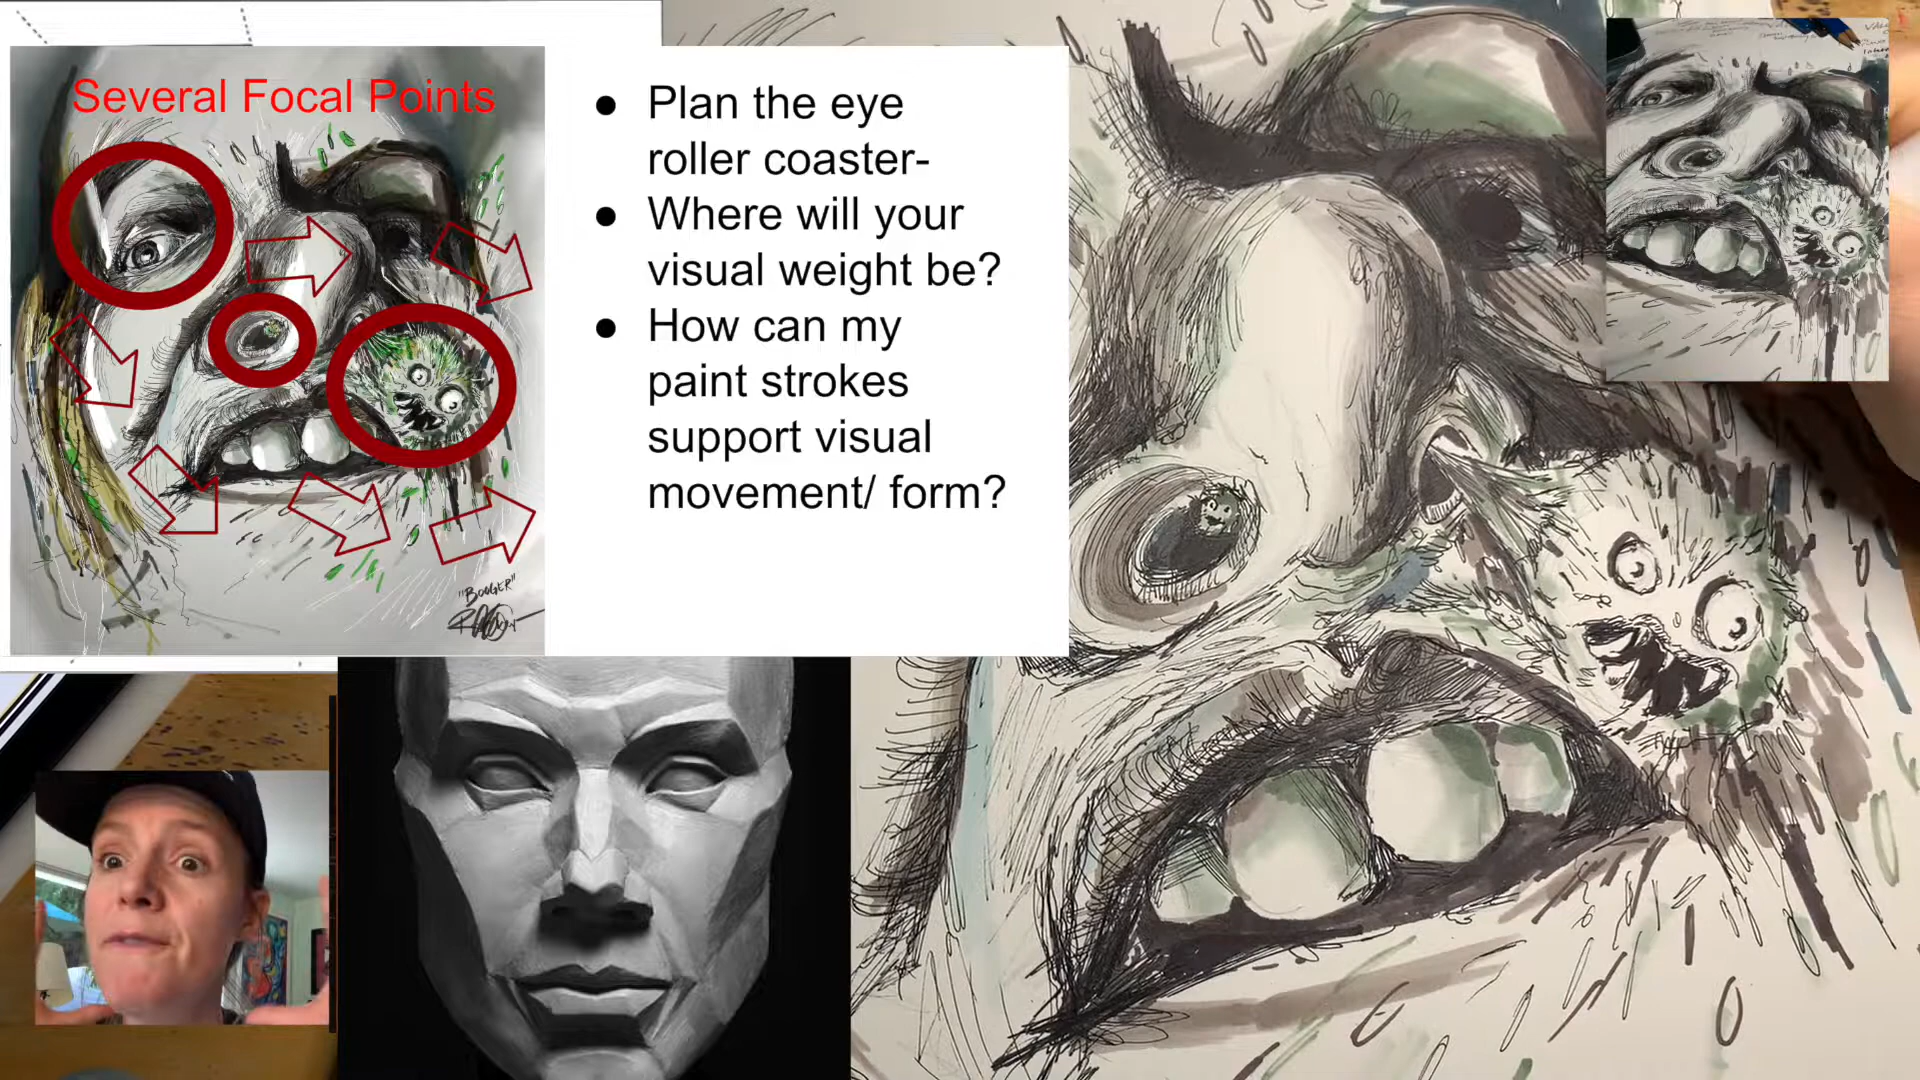 Several Focal Points
● Plan the eye
roller coaster-
● Where will your
visual weight be?
● How can my
paint strokes
support visual
movement/ form?
"BOOGER"